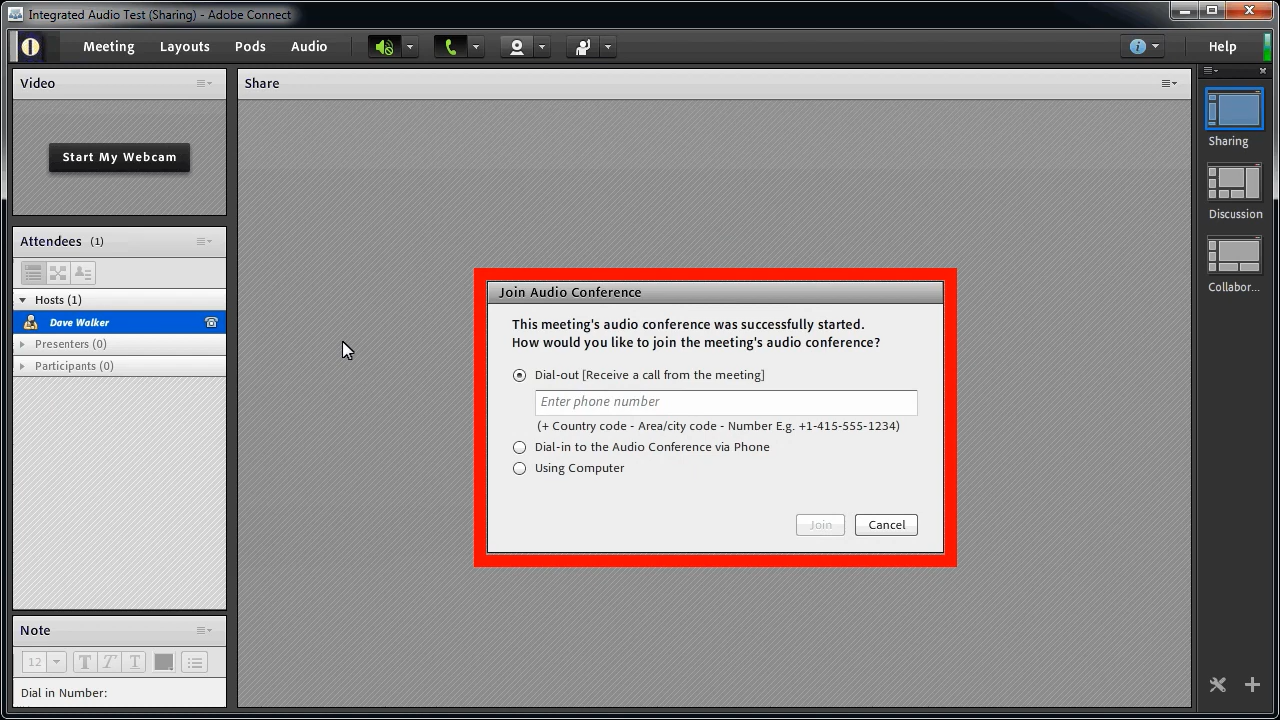 Integrated Audio Test (Sharing) - Adobe Connect
Meeting Layouts Pods Audio Help
Video
Start My Webcam
Attendees (1)
Hosts (1)
Dave Walker
Presenters (0)
Participants (0)
Note
12 T T T
Dial in Number:
Share
Join Audio Conference
This meeting's audio conference was successfully started.
How would you like to join the meeting's audio conference?
Dial-out [Receive a call from the meeting]
Enter phone number
(+ Country code - Area/city code - Number E.g. +1-415-555-1234)
Dial-in to the Audio Conference via Phone
Using Computer
Join Cancel
Sharing
Discussion
Collabor...